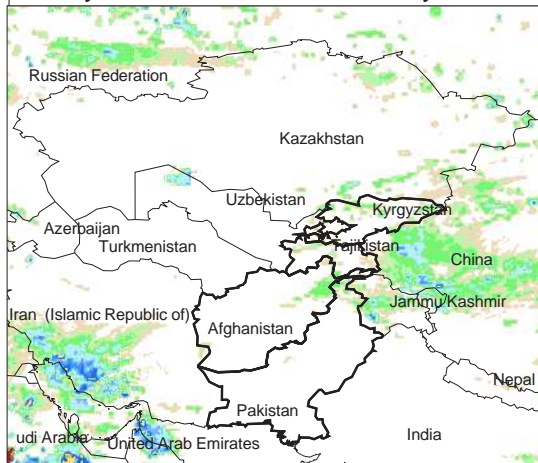 Russian Federation
Kazakhstan
Uzbekistan
Kyrgyzstan
Azerbaijan
Turkmenistan
Tajikistan
China
Jammu Kashmir
Iran (Islamic Republic of)
Afghanistan
Nepal
Pakistan
udi Arabia
United Arab Emirates
India